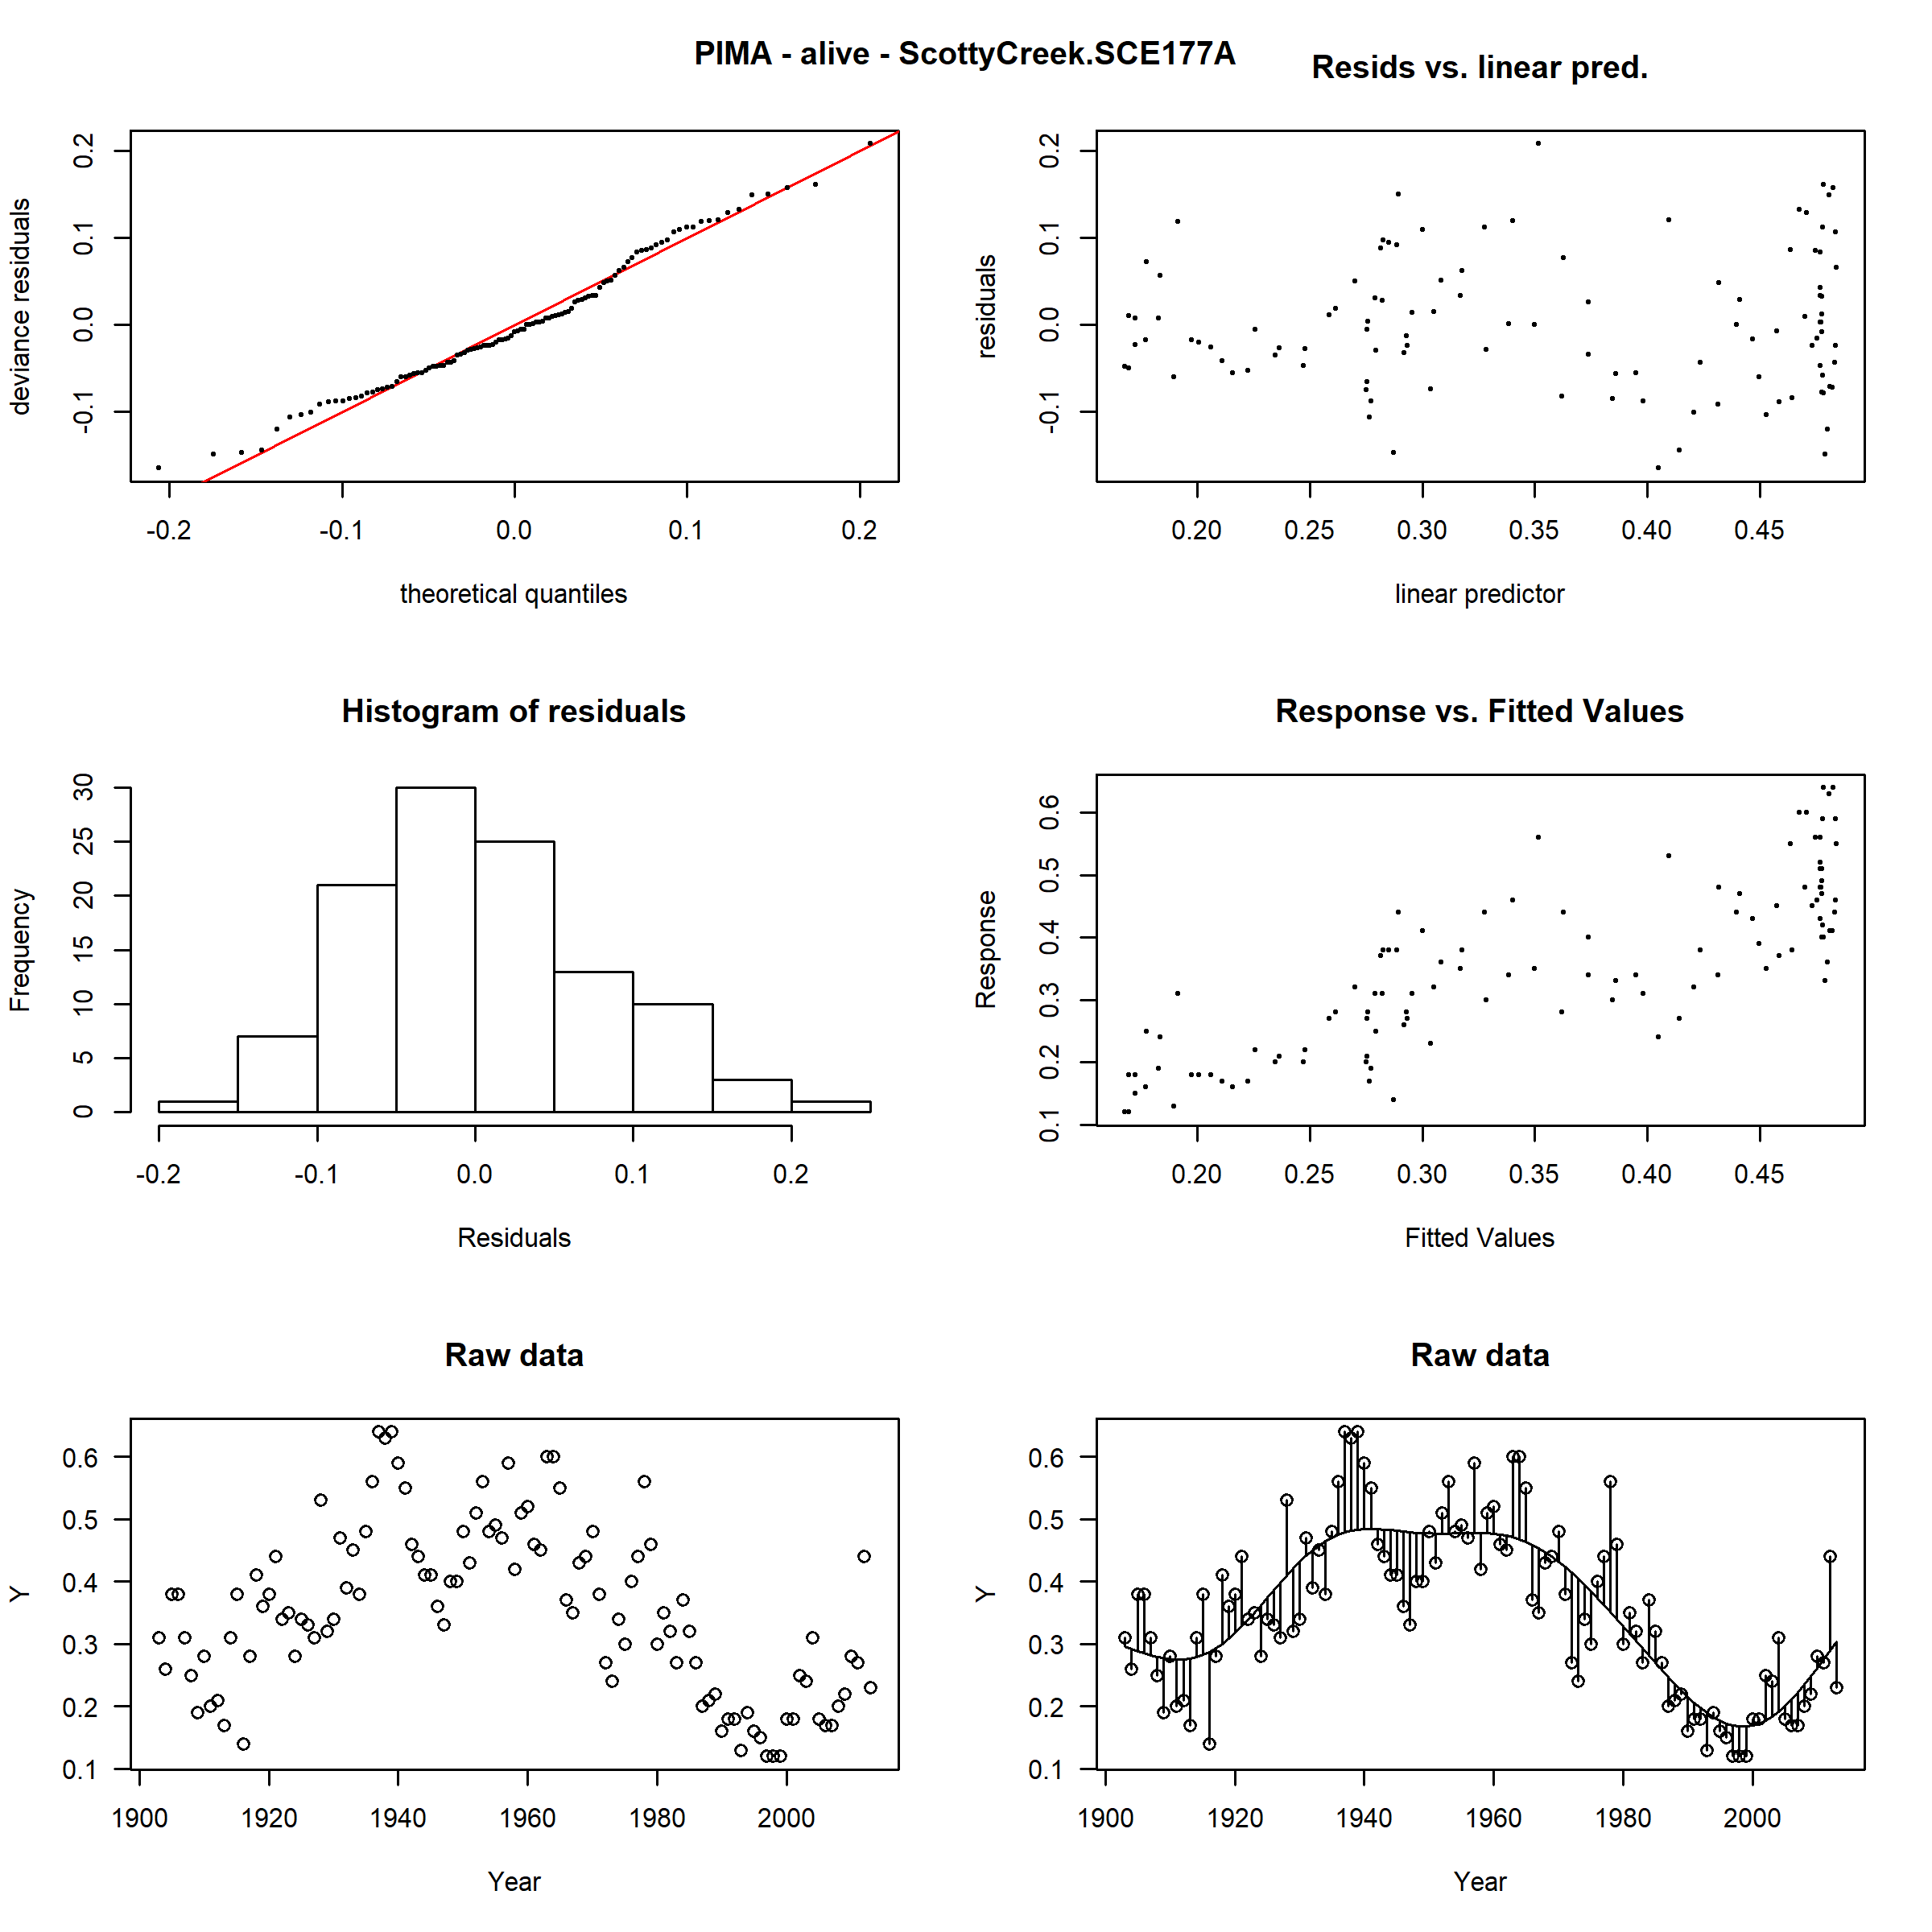 PIMA - alive - ScottyCreek.SCE177A
Resids vs. linear pred.
deviance residuals
0.2
0.1
0.0
-0.1
-0.2 -0.1 0.0 0.1 0.2
theoretical quantiles
residuals
0.2
0.1
0.0
-0.1
0.20 0.25 0.30 0.35 0.40 0.45
linear predictor
Histogram of residuals
Frequency
30
25
20
15
10
5
0
-0.2 -0.1 0.0 0.1 0.2
Residuals
Response vs. Fitted Values
Response
0.6
0.5
0.4
0.3
0.2
0.1
0.20 0.25 0.30 0.35 0.40 0.45
Fitted Values
Raw data
Y
0.6
0.5
0.4
0.3
0.2
0.1
1900 1920 1940 1960 1980 2000
Year
Raw data
Y
0.6
0.5
0.4
0.3
0.2
0.1
1900 1920 1940 1960 1980 2000
Year